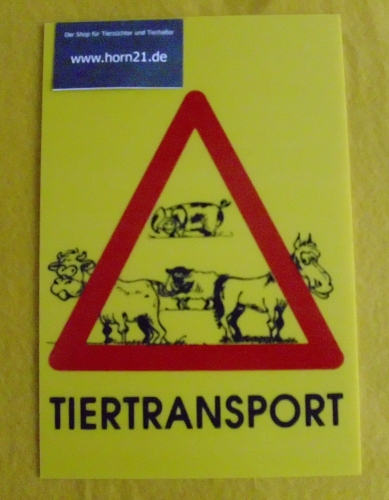 Der Shop für Tierzüchter und Tierhalter
www.horn21.de
TIERTRANSPORT